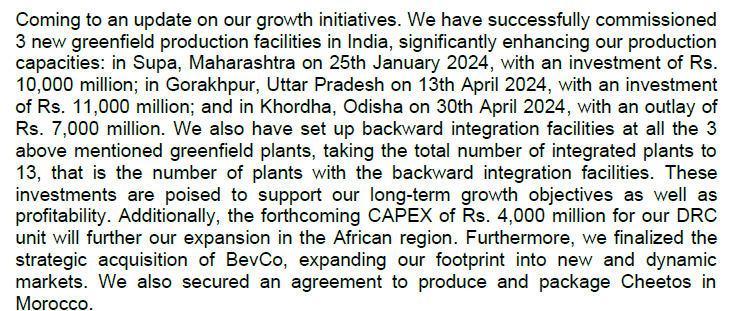 Coming to an update on our growth initiatives. We have successfully commissioned
3 new greenfield production facilities in India, significantly enhancing our production
capacities: in Supa, Maharashtra on 25th January 2024, with an investment of Rs.
10,000 million; in Gorakhpur, Uttar Pradesh on 13th April 2024, with an investment
of Rs. 11,000 million; and in Khordha, Odisha on 30th April 2024, with an outlay of
Rs. 7,000 million. We also have set up backward integration facilities at all the 3
above mentioned greenfield plants, taking the total number of integrated plants to
13, that is the number of plants with the backward integration facilities. These
investments are poised to support our long-term growth objectives as well as
profitability. Additionally, the forthcoming CAPEX of Rs. 4,000 million for our DRC
unit will further our expansion in the African region. Furthermore, we finalized the
strategic acquisition of BevCo, expanding our footprint into new and dynamic
markets. We also secured an agreement to produce and package Cheetos in
Morocco.